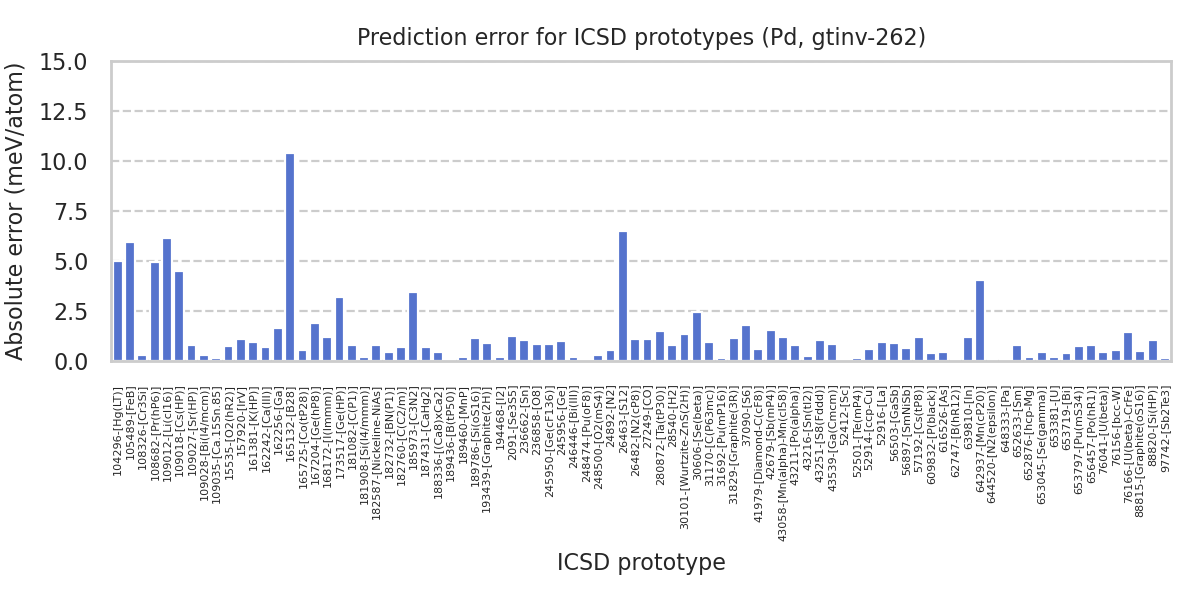 Prediction error for ICSD prototypes (Pd, gtinv-262)
Absolute error (meV/atom)
15.0
12.5
10.0
7.5
5.0
2.5
0.0
104296-[Hg(LT)]
105489-[FeB]
108326-[Cr3Si]
108682-[Pr(hP6)]
109012-[Li(cI16)]
109018-[Cs(HP)]
109027-[Sr(HP)]
109028-[Bi(I4/mcm)]
109035-[Ca.15Sn.85]
15535-[O2(hR2)]
157920-[IrV]
161381-[K(HP)]
162242-[Ca(III)]
162256-[Ga]
165132-[B28]
165725-[Co(tP28)]
167204-[Ge(hP8)]
168172-[I(Immm)]
173517-[Ge(HP)]
181082-[C(P1)]
181908-[Si(I4/mmm)]
182587-[Nickeline-NiAs]
182732-[BN(P1)]
182760-[C(C2/m)]
185973-[C3N2]
187431-[CaHg2]
188336-[(Ca8)xCa2]
189436-[B(tP50)]
189460-[MnP]
189786-[Si(oS16)]
193439-[Graphite(2H)]
194468-[I2]
2091-[Se3S5]
236662-[Sn]
236858-[O8]
245950-[Ge(cF136)]
245956-[Ge]
246446-[Bi(III)]
248474-[Pu(oF8)]
248500-[O2(mS4)]
24892-[N2]
26463-[S12]
26482-[N2(cP8)]
27249-[CO]
280872-[Ta(tP30)]
28540-[H2]
30101-[Wurtzite-ZnS(2H)]
30606-[Se(beta)]
31170-[C(P63mc)]
31692-[Pu(mP16)]
31829-[Graphite(3R)]
37090-[S6]
41979-[Diamond-C(cF8)]
42679-[Sb(mP4)]
43058-[Mn(alpha)-Mn(cI58)]
43211-[Po(alpha)]
43216-[Sn(tI2)]
43251-[S8(Fddd)]
43539-[Ga(Cmcm)]
52412-[Sc]
52501-[Te(mP4)]
52914-[ccp-Cu]
52916-[La]
56503-[GaSb]
56897-[SmNiSb]
57192-[Cs(tP8)]
609832-[P(black)]
616526-[As]
62747-[B(hR12)]
639810-[In]
642937-[Mn(cP20)]
644520-[N2(epsilon)]
648333-[Pa]
652633-[Sm]
652876-[hcp-Mg]
653045-[Se(gamma)]
653381-[U]
653719-[Bi]
653797-[Pu(mS34)]
656457-[Po(hR1)]
76041-[U(beta)]
76156-[bcc-W]
76166-[U(beta)-CrFe]
88815-[Graphite(oS16)]
88820-[Si(HP)]
97742-[Sb2Te3]
ICSD prototype